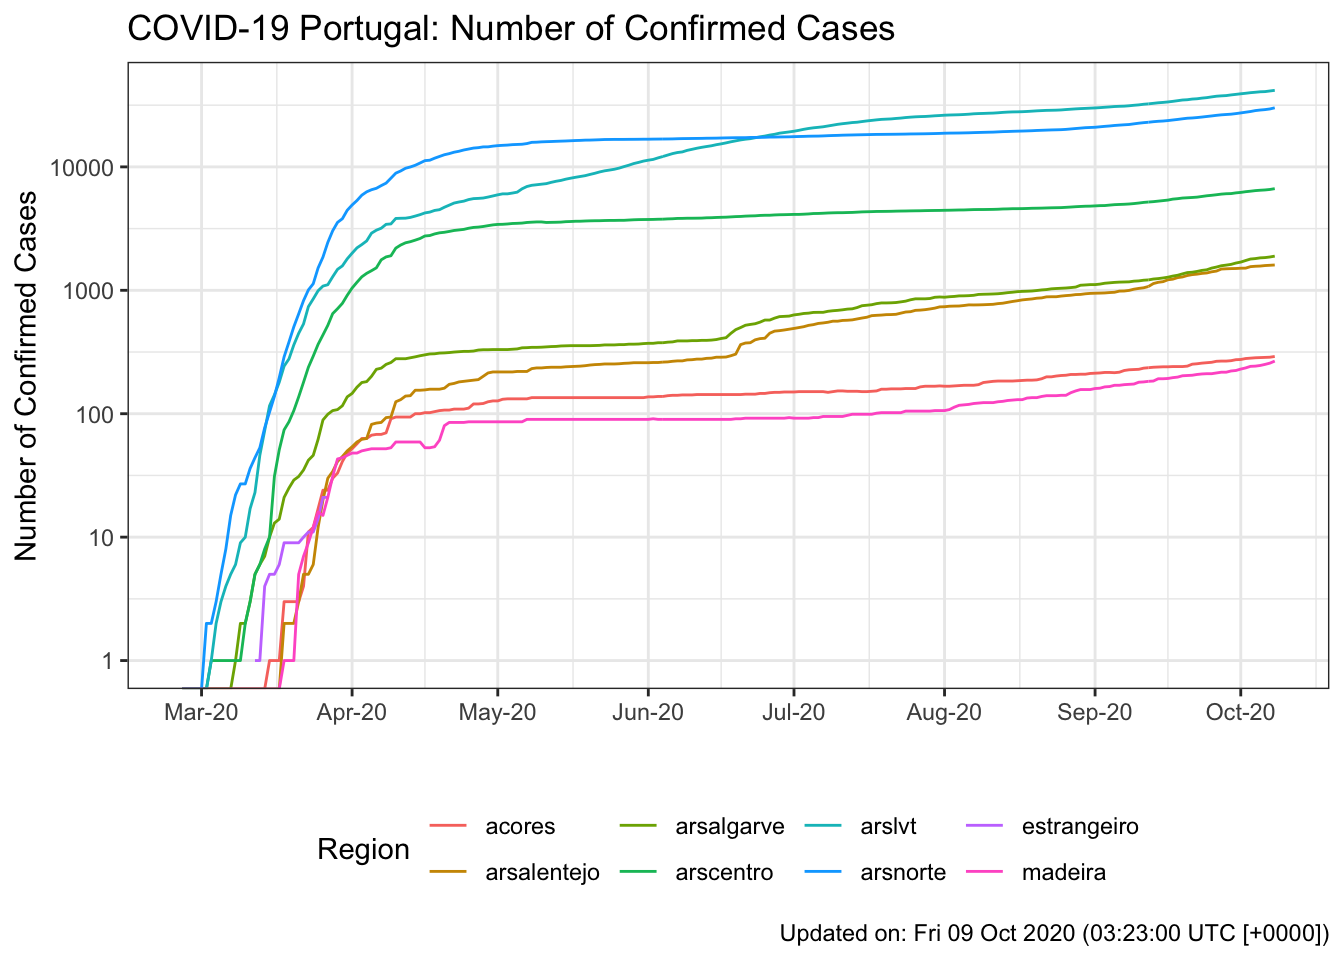 COVID-19 Portugal: Number of Confirmed Cases
Number of Confirmed Cases
10000
1000
100
10
1
Mar-20 Apr-20 May-20 Jun-20 Jul-20 Aug-20 Sep-20 Oct-20
Region
acores arsalgarve arslvt estrangeiro
arsalentejo arscentro arsnorte madeira
Updated on: Fri 09 Oct 2020 (03:23:00 UTC [+0000])